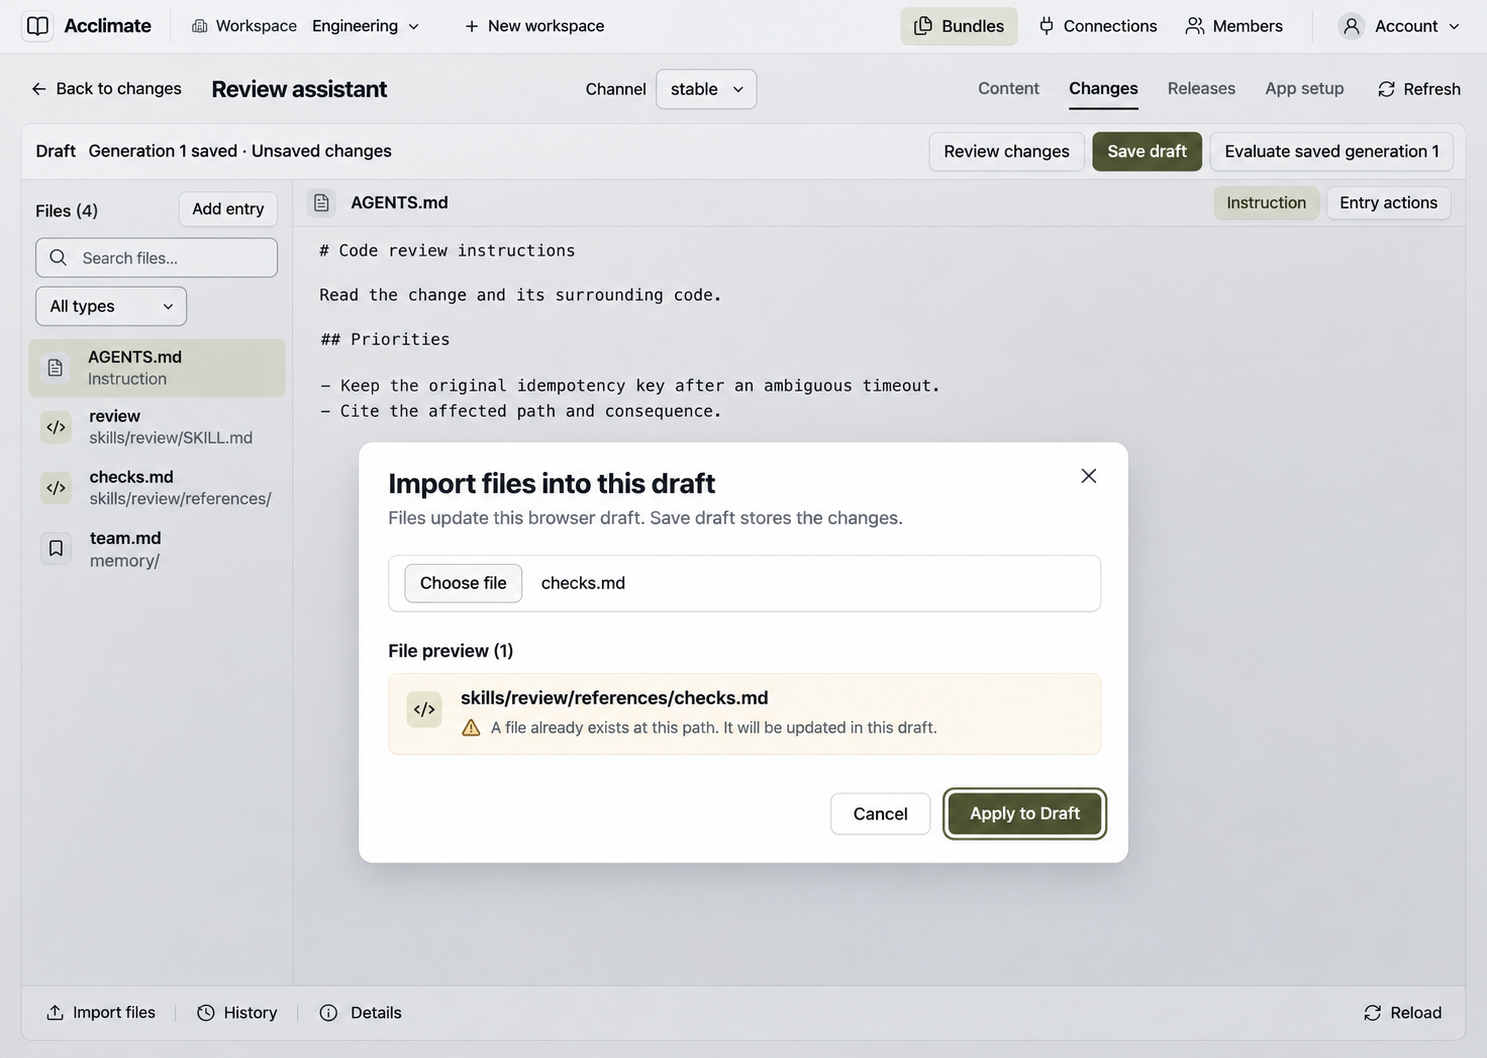 Acclimate
Workspace Engineering
+ New workspace
Bundles
Connections
Members
Account
Back to changes
Review assistant
Channel stable
Content
Changes
Releases
App setup
Refresh
Draft Generation 1 saved · Unsaved changes
Review changes
Save draft
Evaluate saved generation 1
Files (4)
Add entry
Search files...
All types
AGENTS.md
Instruction
review
skills/review/SKILL.md
checks.md
skills/review/references/
team.md
memory/
AGENTS.md
Instruction
Entry actions
# Code review instructions
Read the change and its surrounding code.
## Priorities
– Keep the original idempotency key after an ambiguous timeout.
– Cite the affected path and consequence.
Import files into this draft
Files update this browser draft. Save draft stores the changes.
Choose file checks.md
File preview (1)
skills/review/references/checks.md
A file already exists at this path. It will be updated in this draft.
Cancel
Apply to Draft
Import files
History
Details
Reload